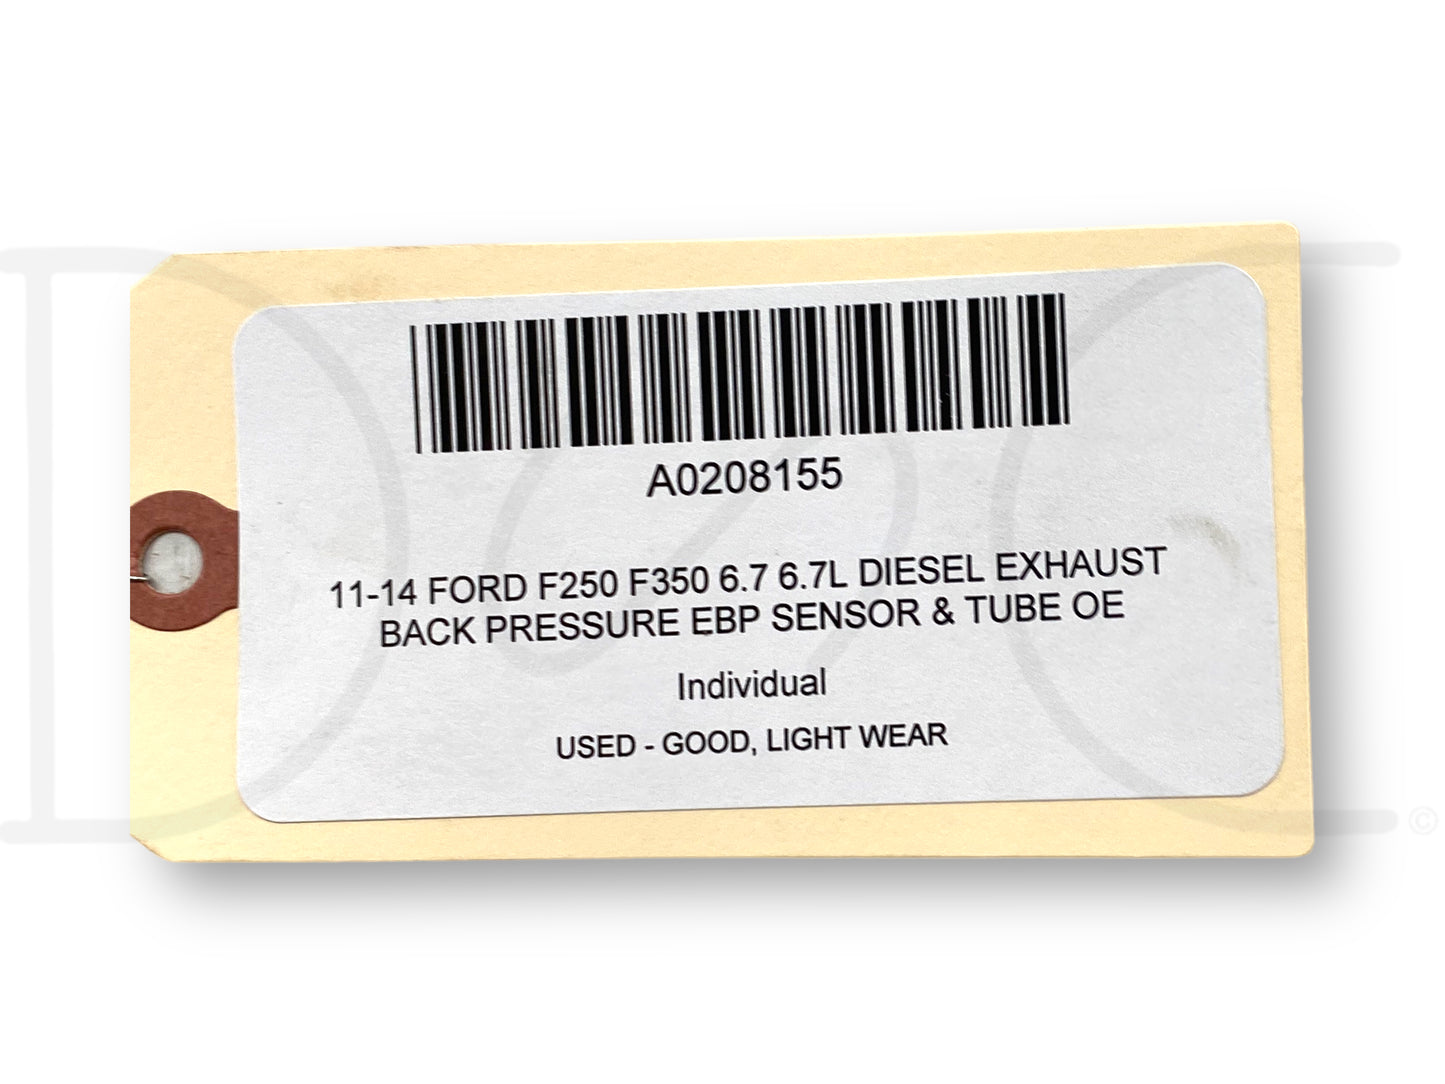 A0208155
11-14 FORD F250 F350 6.7 6.7L DIESEL EXHAUST
BACK PRESSURE EBP SENSOR & TUBE OE
Individual
USED - GOOD, LIGHT WEAR
©